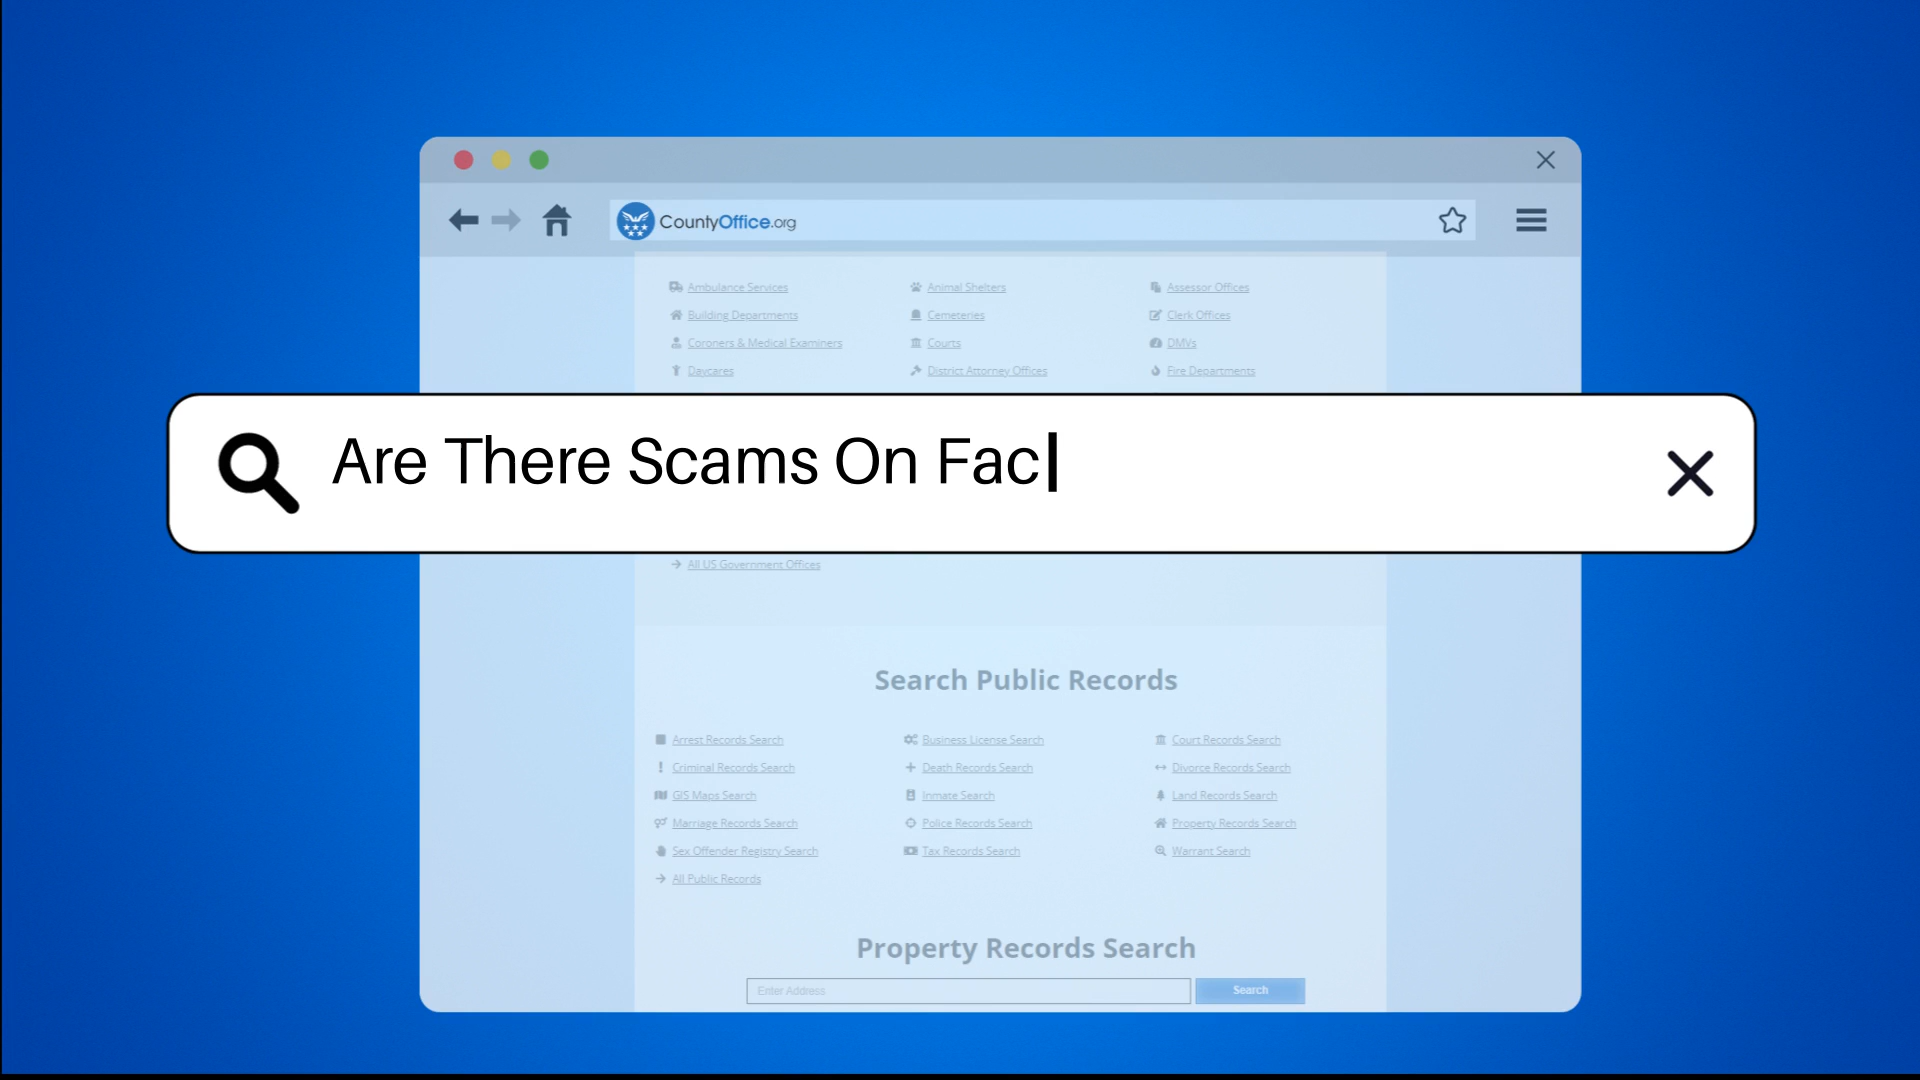 CountyOffice.org
Ambulance Services Animal Shelters Assessor Offices
Building Departments Cemeteries Clerk Offices
Coroners & Medical Examiners Courts DMVs
Daycares District Attorney Offices Fire Departments
Are There Scams On Fac
All US Government Offices
Search Public Records
Arrest Records Search Business License Search Court Records Search
Criminal Records Search Death Records Search Divorce Records Search
GIS Maps Search Inmate Search Land Records Search
Marriage Records Search Police Records Search Property Records Search
Sex Offender Registry Search Tax Records Search Warrant Search
All Public Records
Property Records Search
Enter Address Search